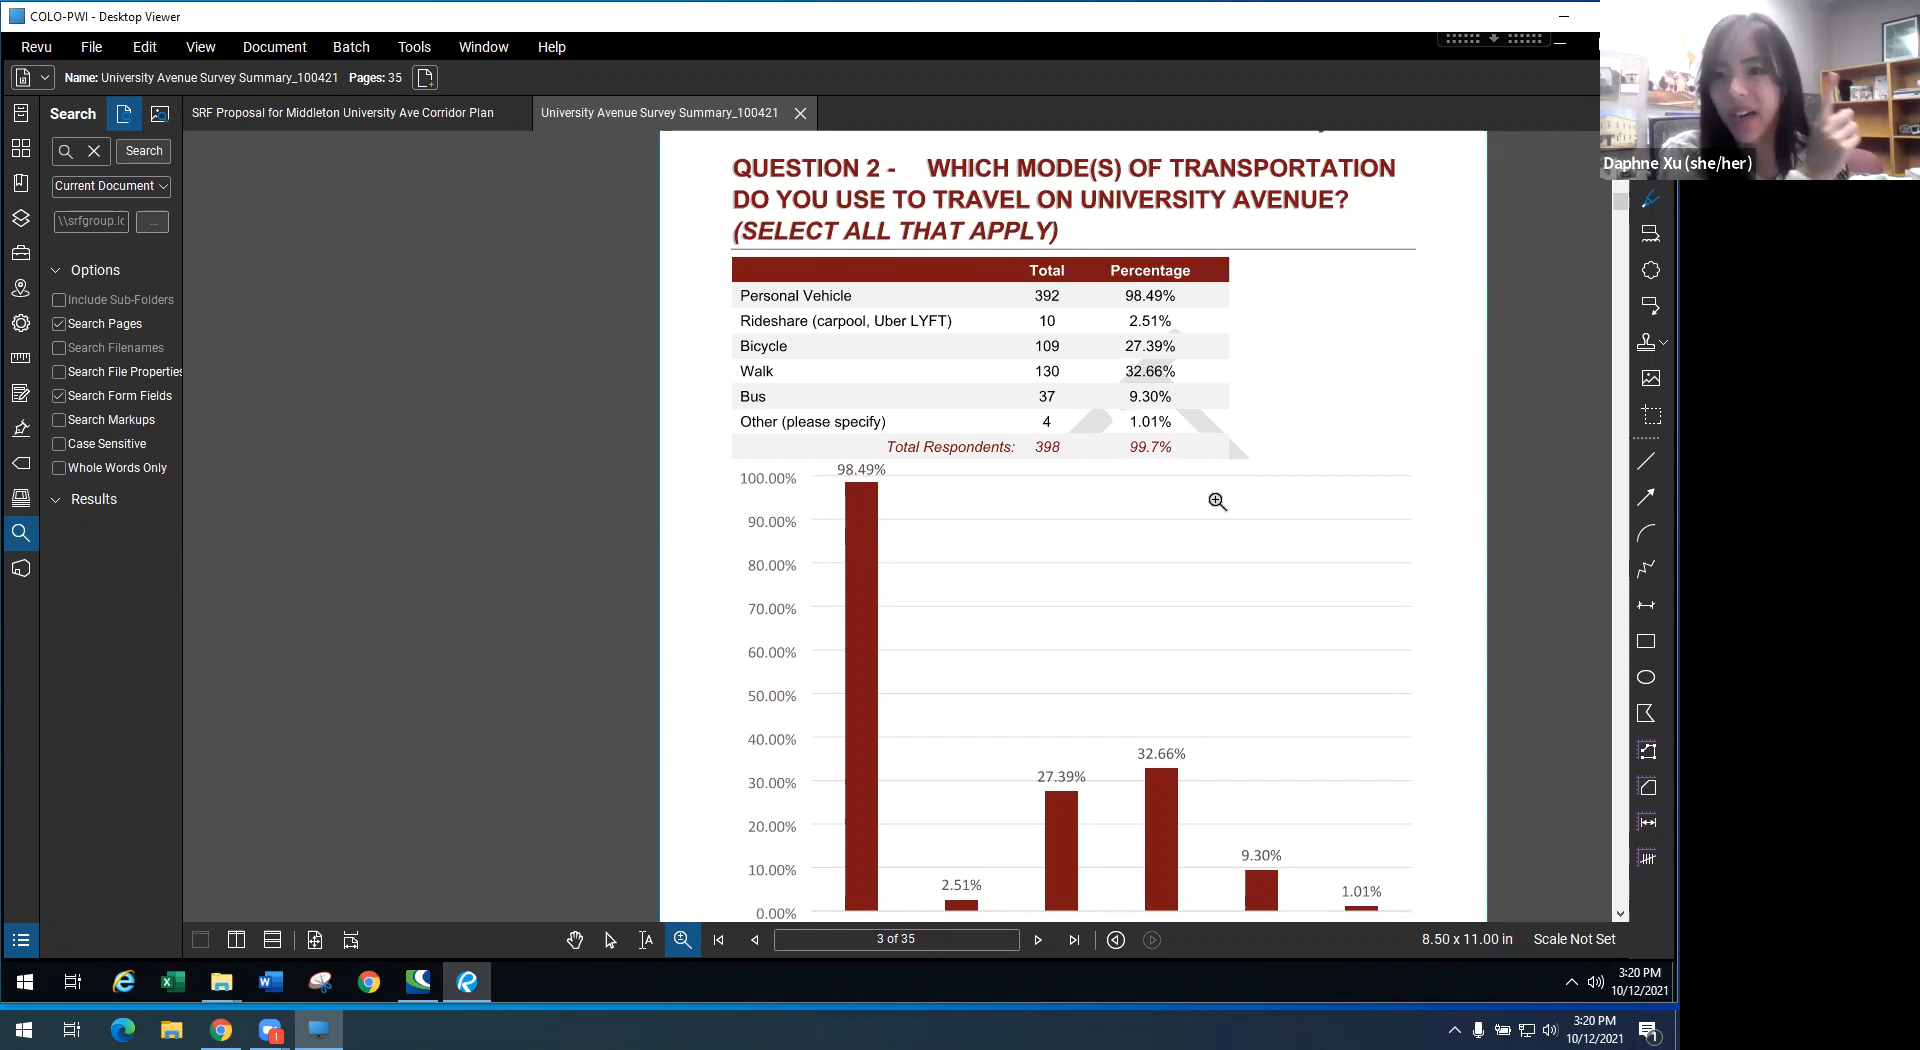 COLO-PWI - Desktop Viewer
Revu File Edit View Document Batch Tools Window Help
Name: University Avenue Survey Summary_100421 Pages: 35
Search
SRF Proposal for Middleton University Ave Corridor Plan
University Avenue Survey Summary_100421
Daphne Xu (she/her)
Search
Current Document
\\srfgroup.lo
...
Options
Include Sub-Folders
Search Pages
Search Filenames
Search File Properties
Search Form Fields
Search Markups
Case Sensitive
Whole Words Only
Results
QUESTION 2 - WHICH MODE(S) OF TRANSPORTATION
DO YOU USE TO TRAVEL ON UNIVERSITY AVENUE?
(SELECT ALL THAT APPLY)
Total Percentage
Personal Vehicle 392 98.49%
Rideshare (carpool, Uber LYFT) 10 2.51%
Bicycle 109 27.39%
Walk 130 32.66%
Bus 37 9.30%
Other (please specify) 4 1.01%
Total Respondents: 398 99.7%
98.49%
100.00%
90.00%
80.00%
70.00%
60.00%
50.00%
40.00%
32.66%
30.00%
27.39%
20.00%
9.30%
10.00%
2.51%
1.01%
0.00%
3 of 35
8.50 x 11.00 in Scale Not Set
3:20 PM
10/12/2021
3:20 PM
10/12/2021